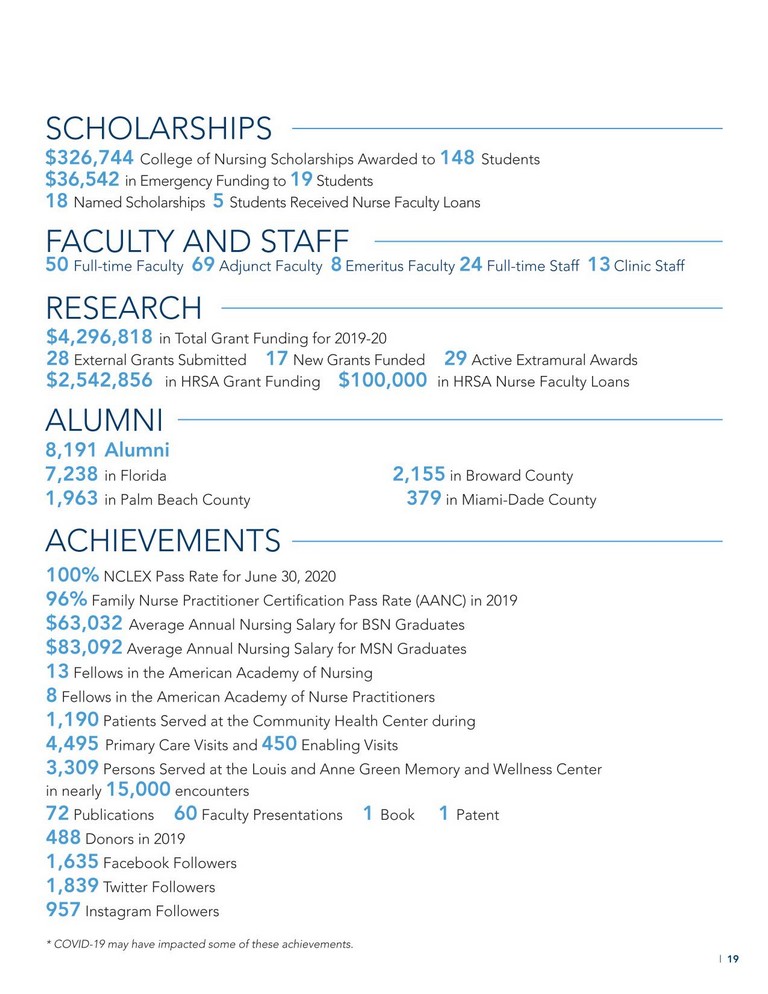 SCHOLARSHIPS
$326,744 College of Nursing Scholarships Awarded to 148 Students
$36,542 in Emergency Funding to 19 Students
18 Named Scholarships 5 Students Received Nurse Faculty Loans
FACULTY AND STAFF
50 Full-time Faculty 69 Adjunct Faculty 8 Emeritus Faculty 24 Full-time Staff 13 Clinic Staff
RESEARCH
$4,296,818 in Total Grant Funding for 2019-20
28 External Grants Submitted 17 New Grants Funded 29 Active Extramural Awards
$2,542,856 in HRSA Grant Funding $100,000 in HRSA Nurse Faculty Loans
ALUMNI
8,191 Alumni
7,238 in Florida 2,155 in Broward County
1,963 in Palm Beach County 379 in Miami-Dade County
ACHIEVEMENTS
100% NCLEX Pass Rate for June 30, 2020
96% Family Nurse Practitioner Certification Pass Rate (AANC) in 2019
$63,032 Average Annual Nursing Salary for BSN Graduates
$83,092 Average Annual Nursing Salary for MSN Graduates
13 Fellows in the American Academy of Nursing
8 Fellows in the American Academy of Nurse Practitioners
1,190 Patients Served at the Community Health Center during
4,495 Primary Care Visits and 450 Enabling Visits
3,309 Persons Served at the Louis and Anne Green Memory and Wellness Center
in nearly 15,000 encounters
72 Publications 60 Faculty Presentations 1 Book 1 Patent
488 Donors in 2019
1,635 Facebook Followers
1,839 Twitter Followers
957 Instagram Followers
* COVID-19 may have impacted some of these achievements.
| 19